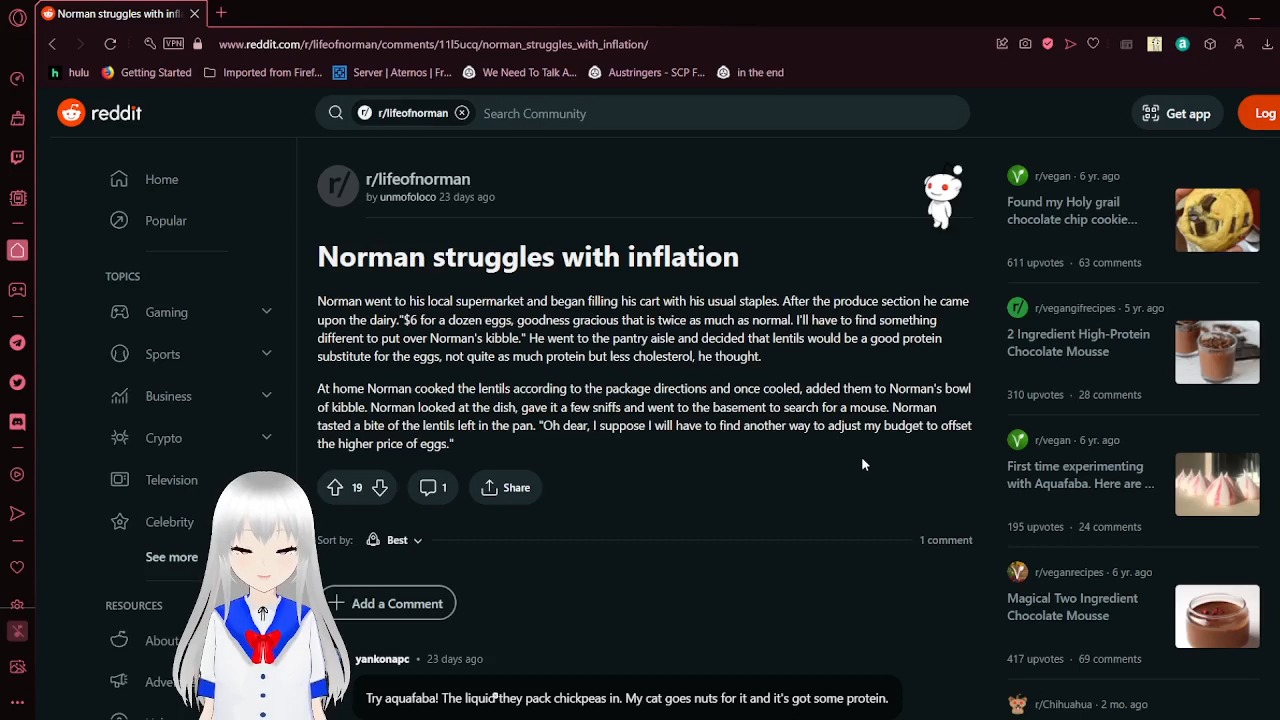 Norman struggles with infl
www.reddit.com/r/lifeofnorman/comments/11l5ucq/norman_struggles_with_inflation/
VPN
hulu
Getting Started
Imported from Firef...
Server | Aternos | Fr...
We Need To Talk A...
Austringers - SCP F...
in the end
reddit
r/lifeofnorman
Search Community
Get app
Log
Home
Popular
TOPICS
Gaming
Sports
Business
Crypto
Television
Celebrity
See more
RESOURCES
About
Adve
r/lifeofnorman
by unmofoloco 23 days ago
Norman struggles with inflation
Norman went to his local supermarket and began filling his cart with his usual staples. After the produce section he came
upon the dairy."$6 for a dozen eggs, goodness gracious that is twice as much as normal. I'll have to find something
different to put over Norman's kibble." He went to the pantry aisle and decided that lentils would be a good protein
substitute for the eggs, not quite as much protein but less cholesterol, he thought.
At home Norman cooked the lentils according to the package directions and once cooled, added them to Norman's bowl
of kibble. Norman looked at the dish, gave it a few sniffs and went to the basement to search for a mouse. Norman
tasted a bite of the lentils left in the pan. "Oh dear, I suppose I will have to find another way to adjust my budget to offset
the higher price of eggs."
19
1
Share
Sort by:
Best
1 comment
Add a Comment
yankonapc · 23 days ago
Try aquafaba! The liquid they pack chickpeas in. My cat goes nuts for it and it's got some protein.
r/vegan · 6 yr. ago
Found my Holy grail
chocolate chip cookie...
611 upvotes · 63 comments
r/vegangifrecipes · 5 yr. ago
2 Ingredient High-Protein
Chocolate Mousse
310 upvotes · 28 comments
r/vegan · 6 yr. ago
First time experimenting
with Aquafaba. Here are ...
195 upvotes · 24 comments
r/veganrecipes · 6 yr. ago
Magical Two Ingredient
Chocolate Mousse
417 upvotes · 69 comments
r/Chihuahua · 2 mo. ago